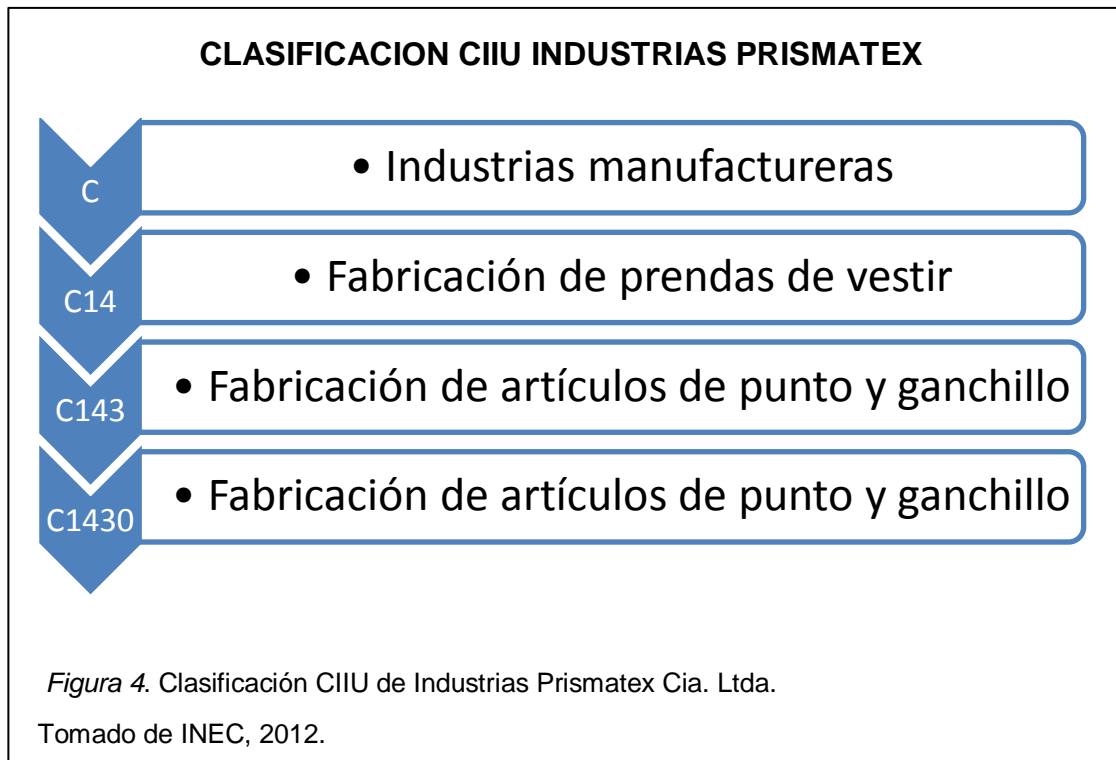 CLASIFICACION CIIU INDUSTRIAS PRISMATEX
C
• Industrias manufactureras
C14
• Fabricación de prendas de vestir
C143
• Fabricación de artículos de punto y ganchillo
C1430
• Fabricación de artículos de punto y ganchillo
Figura 4. Clasificación CIIU de Industrias Prismatex Cia. Ltda.
Tomado de INEC, 2012.